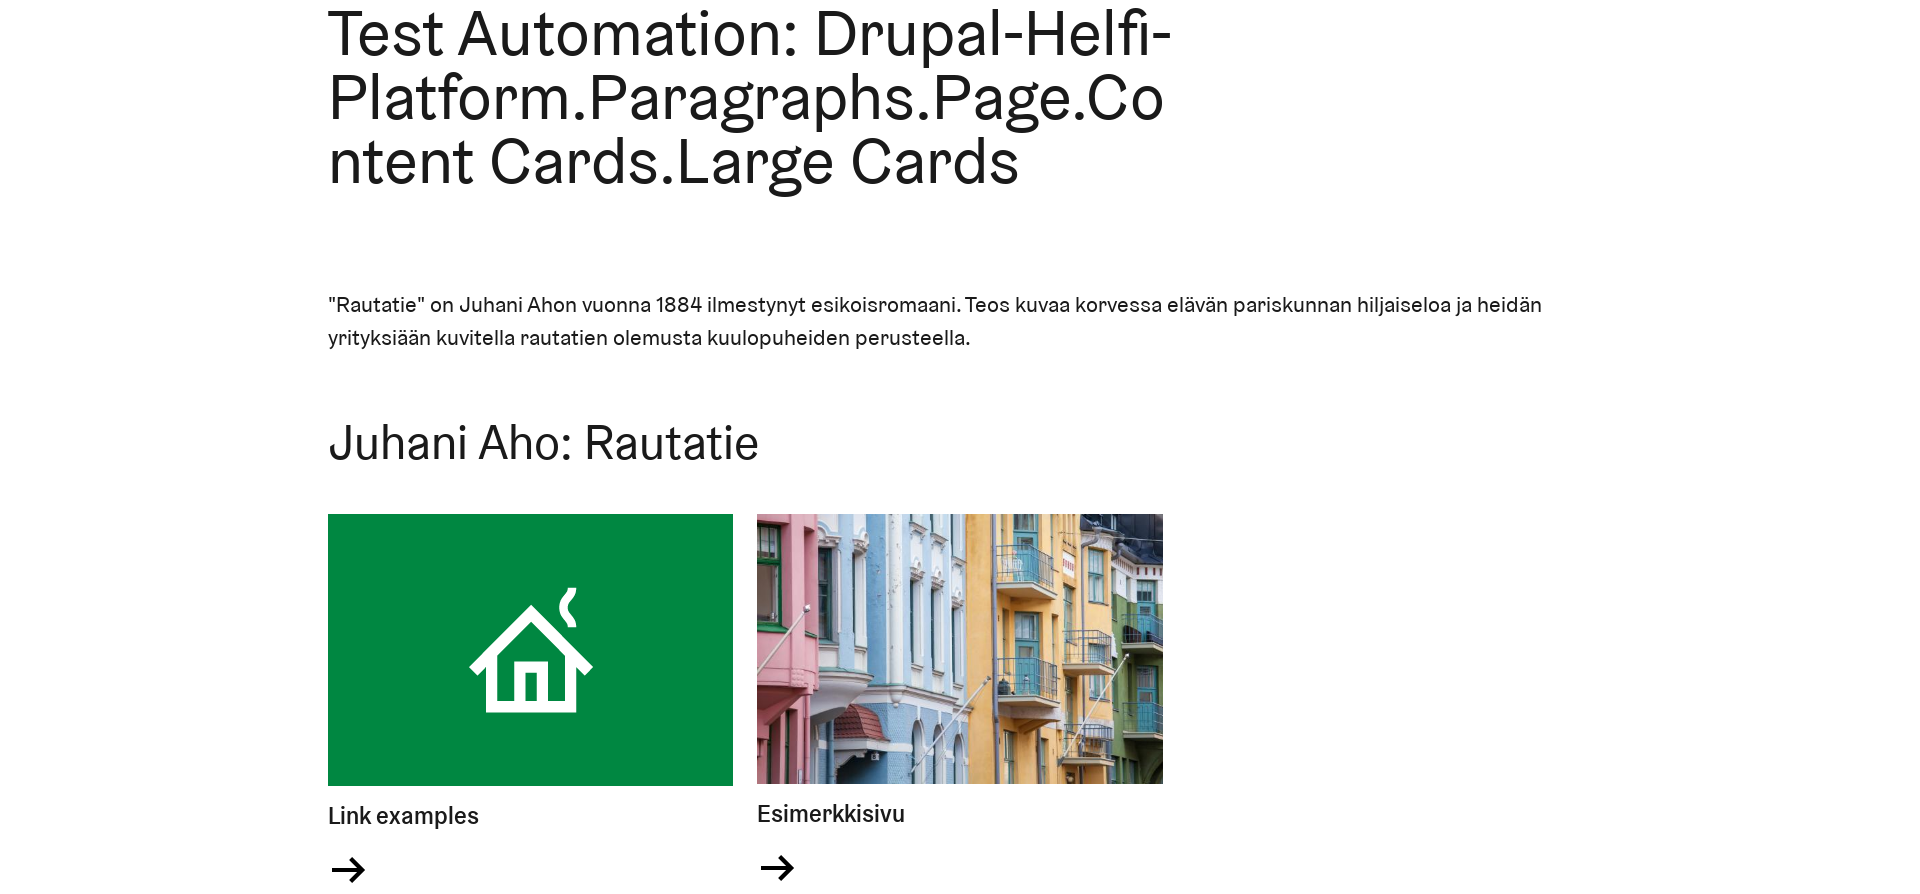 Test Automation: Drupal-Helfi-
Platform.Paragraphs.Page.Co
ntent Cards.Large Cards
"Rautatie" on Juhani Ahon vuonna 1884 ilmestynyt esikoisromaani. Teos kuvaa korvessa elävän pariskunnan hiljaiseloa ja heidän
yrityksiään kuvitella rautatien olemusta kuulopuheiden perusteella.
Juhani Aho: Rautatie
Link examples
Esimerkkisivu